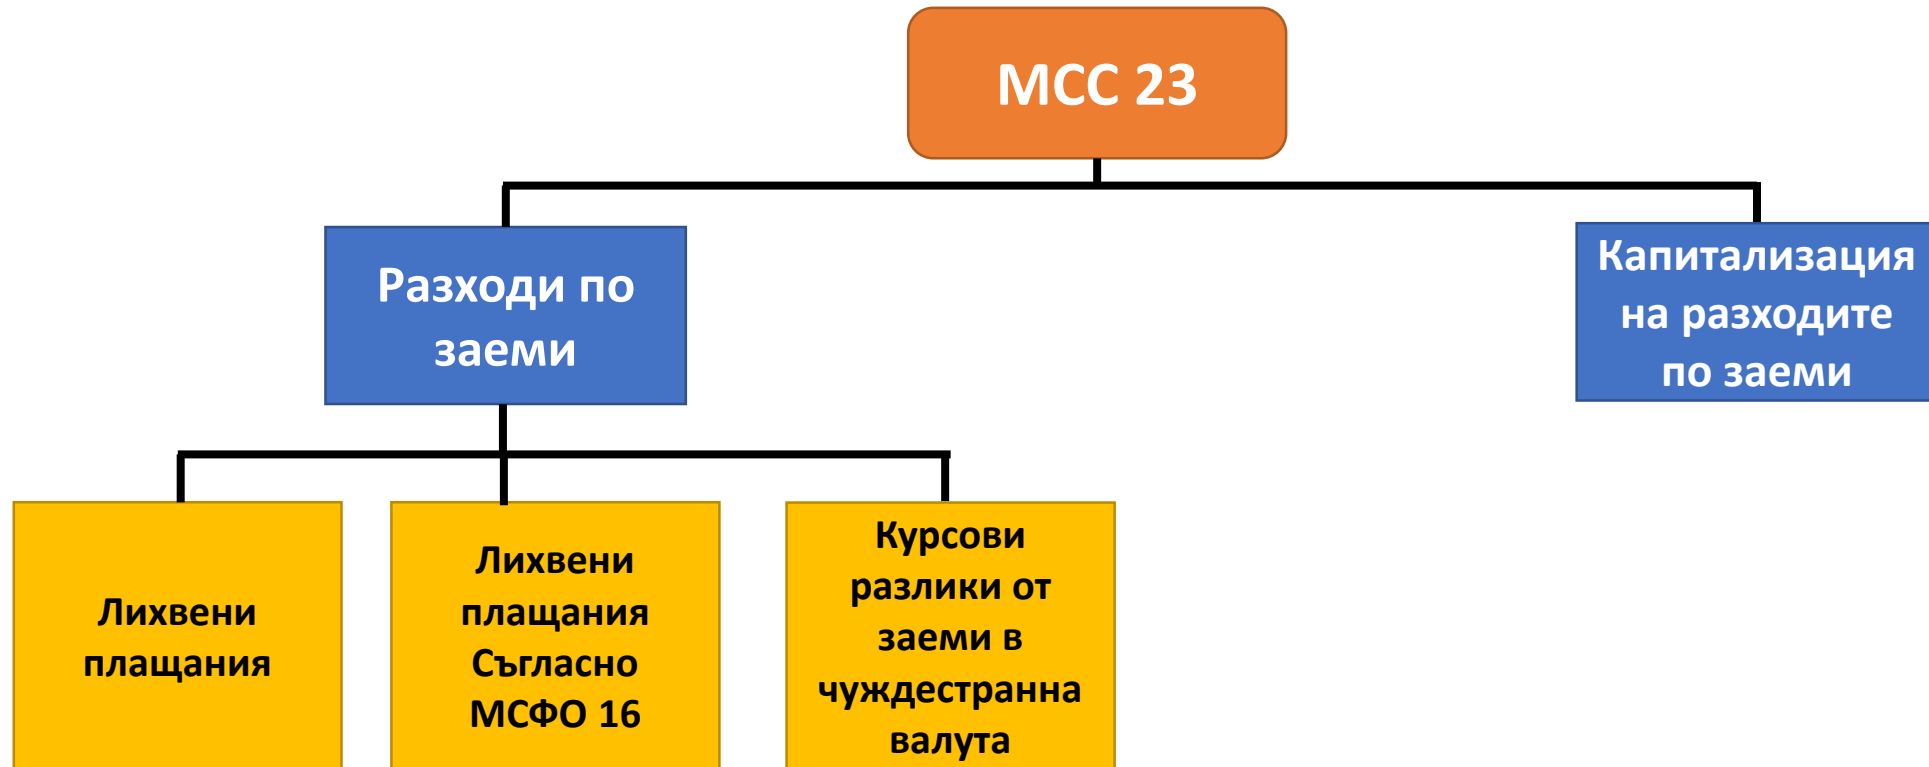 МСС 23
Разходи по
заеми
Капитализация
на разходите
по заеми
Лихвени
плащания
Лихвени
плащания
Съгласно
МСФО 16
Курсови
разлики от
заеми в
чуждестранна
валута